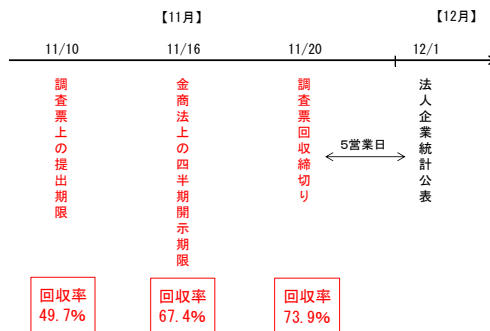 【11月】
【12月】
11/10
11/16
11/20
12/1
調査票上の提出期限
金商法上の四半期開示期限
調査票回収締切り
5営業日
法人企業統計公表
回収率
49.7%
回収率
67.4%
回収率
73.9%